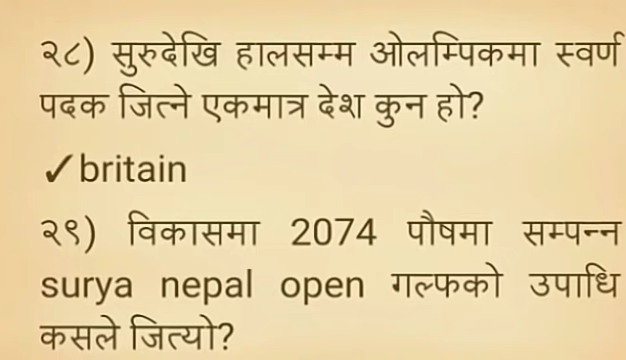 २८) सुरुदेखि हालसम्म ओलम्पिकमा स्वर्ण
पदक जित्ने एकमात्र देश कुन हो?
✓britain
२९) विकासमा 2074 पौषमा सम्पन्न
surya nepal open गल्फको उपाधि
कसले जित्यो?